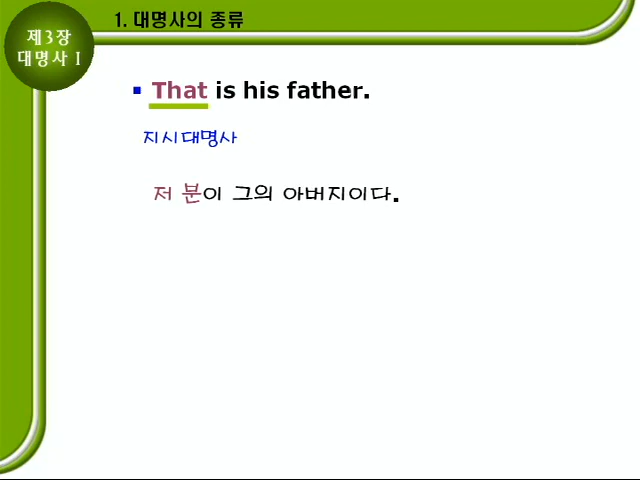 제3장
대명사 I
1. 대명사의 종류
▪ That is his father.
지시대명사
저 분이 그의 아버지이다.